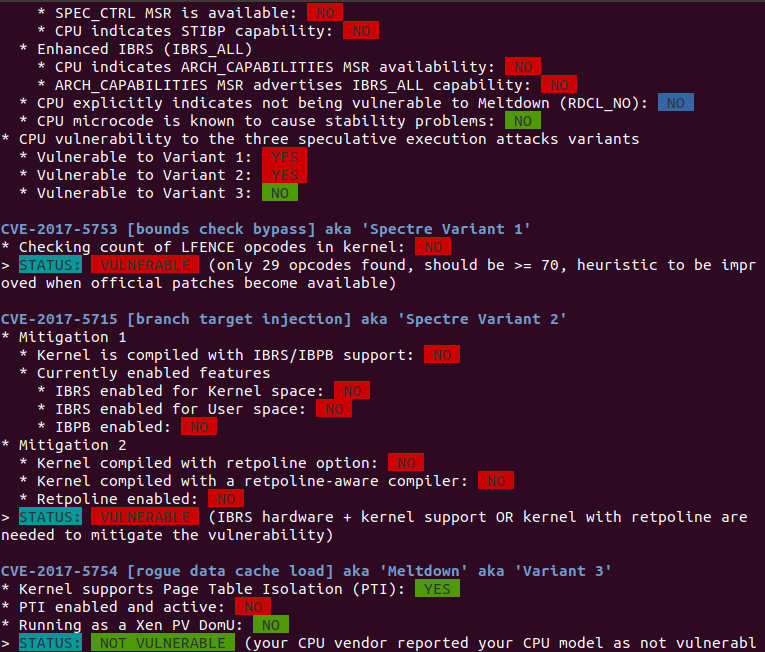 * SPEC_CTRL MSR is available: NO
* CPU indicates STIBP capability: NO
* Enhanced IBRS (IBRS_ALL)
* CPU indicates ARCH_CAPABILITIES MSR availability: NO
* ARCH_CAPABILITIES MSR advertises IBRS_ALL capability: NO
* CPU explicitly indicates not being vulnerable to Meltdown (RDCL_NO): NO
* CPU microcode is known to cause stability problems: NO
* CPU vulnerability to the three speculative execution attacks variants
* Vulnerable to Variant 1: YES
* Vulnerable to Variant 2: YES
* Vulnerable to Variant 3: NO
CVE-2017-5753 [bounds check bypass] aka 'Spectre Variant 1'
* Checking count of LFENCE opcodes in kernel: NO
> STATUS: VULNERABLE (only 29 opcodes found, should be >= 70, heuristic to be impr
oved when official patches become available)
CVE-2017-5715 [branch target injection] aka 'Spectre Variant 2'
* Mitigation 1
* Kernel is compiled with IBRS/IBPB support: NO
* Currently enabled features
* IBRS enabled for Kernel space: NO
* IBRS enabled for User space: NO
* IBPB enabled: NO
* Mitigation 2
* Kernel compiled with retpoline option: NO
* Kernel compiled with a retpoline-aware compiler: NO
* Retpoline enabled: NO
> STATUS: VULNERABLE (IBRS hardware + kernel support OR kernel with retpoline are
needed to mitigate the vulnerability)
CVE-2017-5754 [rogue data cache load] aka 'Meltdown' aka 'Variant 3'
* Kernel supports Page Table Isolation (PTI): YES
* PTI enabled and active: NO
* Running as a Xen PV DomU: NO
> STATUS: NOT VULNERABLE (your CPU vendor reported your CPU model as not vulnerabl